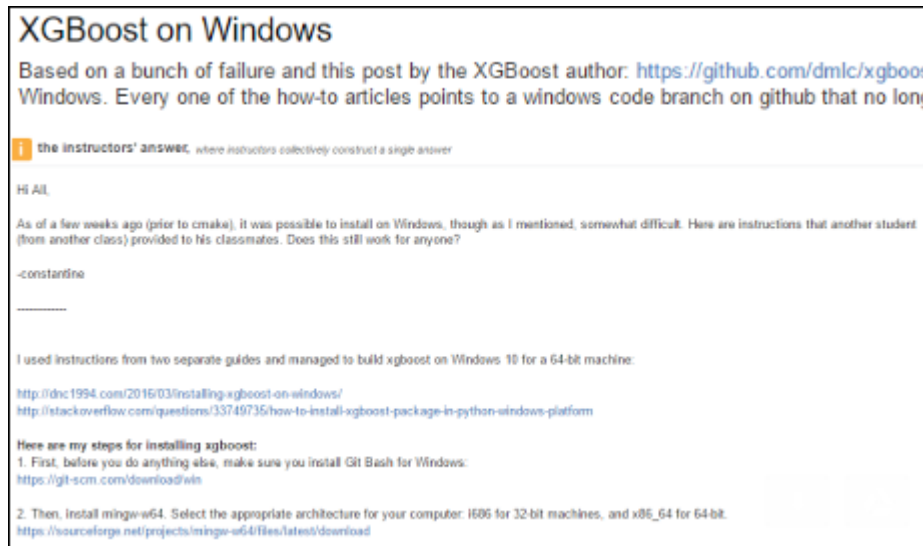 XGBoost on Windows
Based on a bunch of failure and this post by the XGBoost author: https://github.com/dmlc/xgboos
Windows. Every one of the how-to articles points to a windows code branch on github that no long
i the instructors' answer, where instructors collectively construct a single answer
Hi All,
As of a few weeks ago (prior to cmake), it was possible to install on Windows, though as I mentioned, somewhat difficult. Here are instructions that another student
(from another class) provided to his classmates. Does this still work for anyone?
-constantine
-------------
I used instructions from two separate guides and managed to build xgboost on Windows 10 for a 64-bit machine:
http://dnc1994.com/2016/03/installing-xgboost-on-windows/
http://stackoverflow.com/questions/33749735/how-to-install-xgboost-package-in-python-windows-platform
Here are my steps for installing xgboost:
1. First, before you do anything else, make sure you install Git Bash for Windows:
https://git-scm.com/download/win
2. Then, install mingw-w64. Select the appropriate architecture for your computer: i686 for 32-bit machines, and x86_64 for 64-bit.
https://sourceforge.net/projects/mingw-w64/files/latest/download